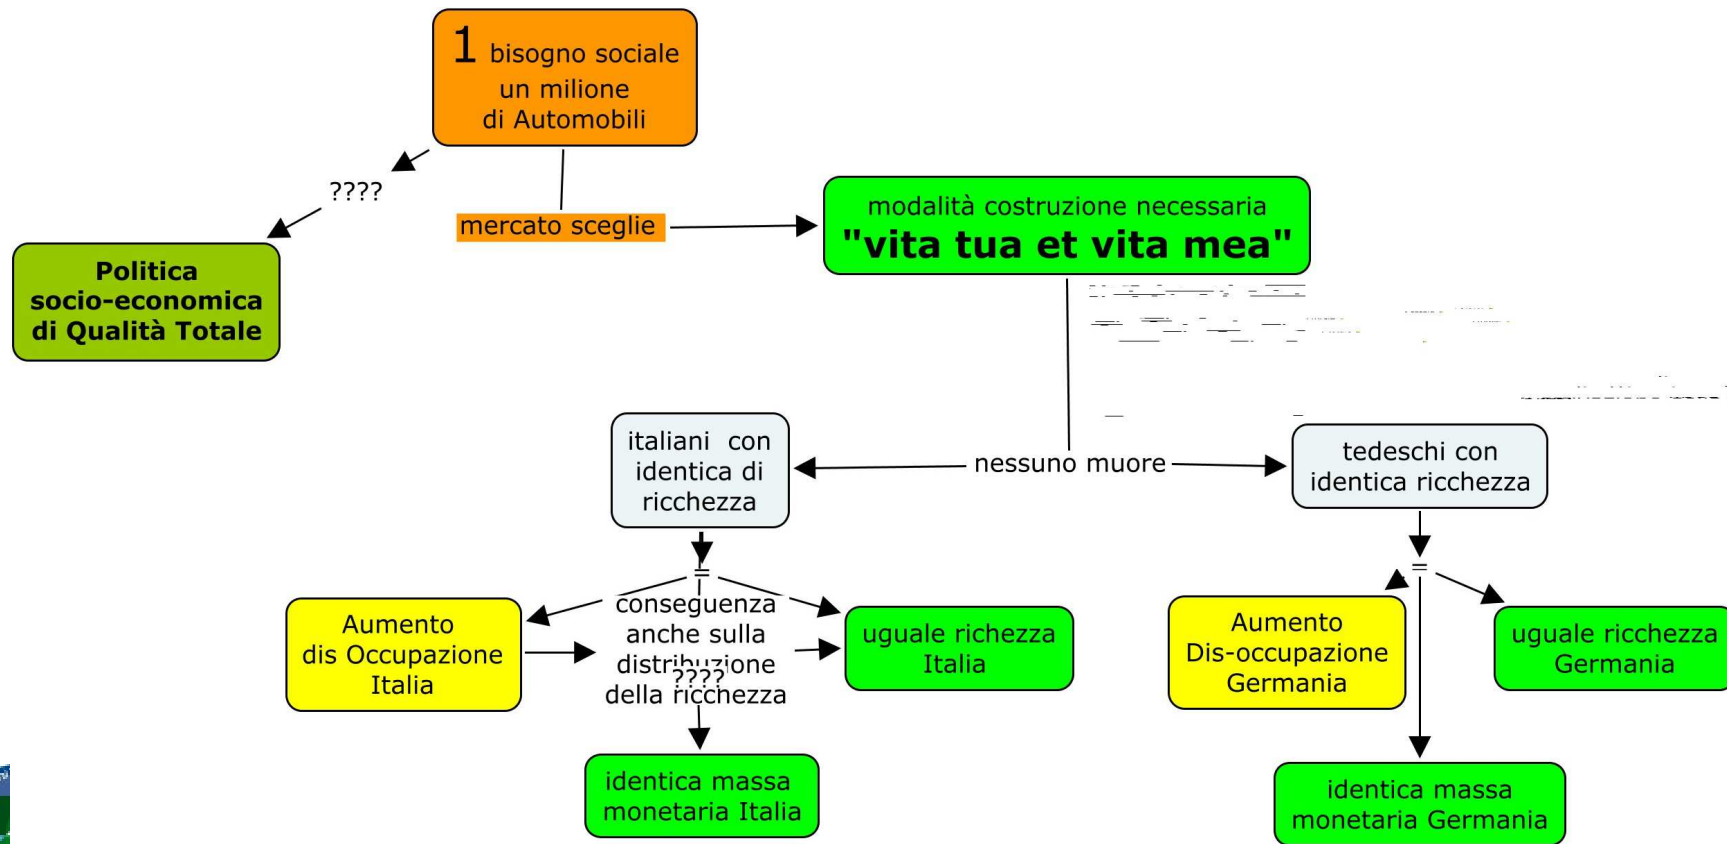 1 bisogno sociale
un milione
di Automobili
????
mercato sceglie
modalità costruzione necessaria
"vita tua et vita mea"
Politica
socio-economica
di Qualità Totale
italiani con
identica di
ricchezza
nessuno muore
tedeschi con
identica ricchezza
=
=
Aumento
dis Occupazione
Italia
conseguenza
anche sulla
distribuzione
della ricchezza
????
uguale richezza
Italia
Aumento
Dis-occupazione
Germania
uguale ricchezza
Germania
identica massa
monetaria Italia
identica massa
monetaria Germania